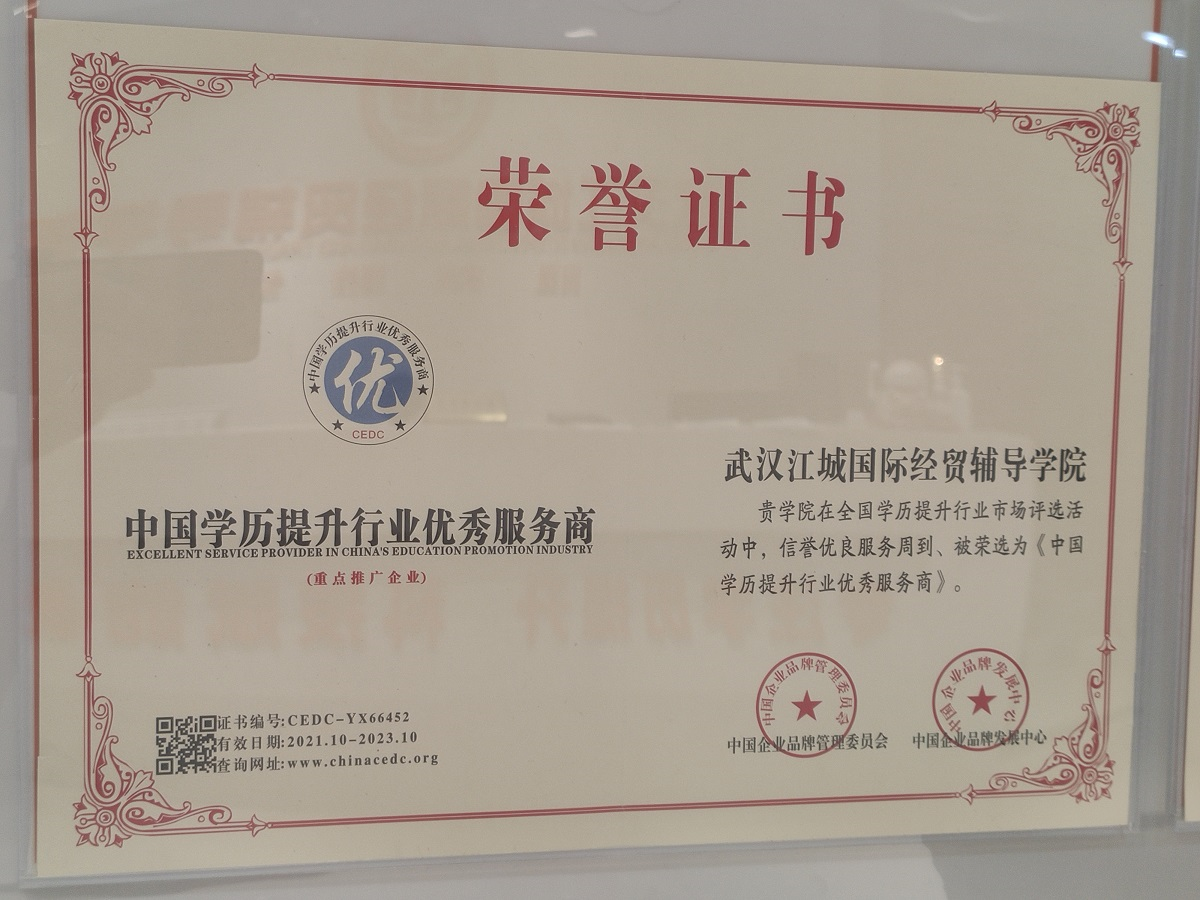 荣誉证书
中国学历提升行业优秀服务商
优
CEDC
中国学历提升行业优秀服务商
EXCELLENT SERVICE PROVIDER IN CHINA'S EDUCATION PROMOTION INDUSTRY
(重点推广企业)
武汉江城国际经贸辅导学院
贵学院在全国学历提升行业市场评选活
动中，信誉优良服务周到、被荣选为《中国
学历提升行业优秀服务商》。
证书编号:CEDC-YX66452
有效日期:2021.10-2023.10
查询网址:www.chinacedc.org
中国企业品牌管理委员会
中国企业品牌管理委员会
中国企业品牌发展中心
中国企业品牌发展中心